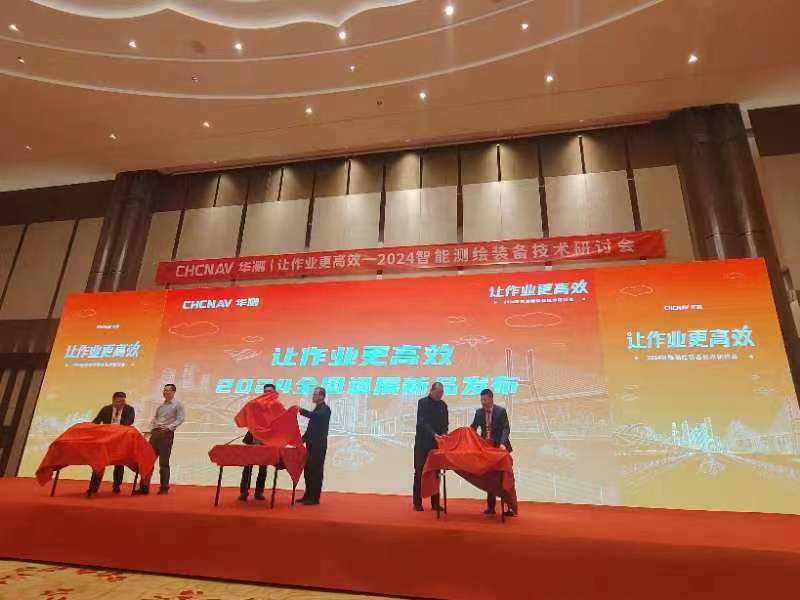 CHCNAV 华测 | 让作业更高效—2024智能测绘装备技术研讨会
CHCNAV 华测
让作业更高效
让作业更高效
2024全
新品发布
CHCNAV 华测
让作业更高效
CHCNAV 华测
让作业更高效